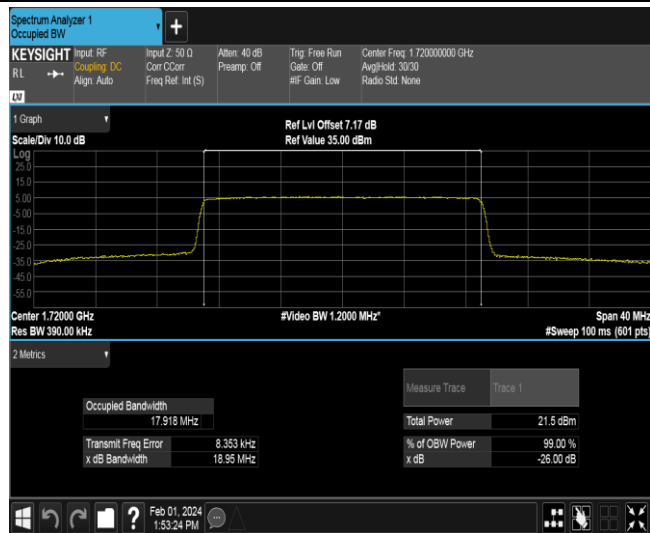 Spectrum Analyzer 1
Occupied BW
+
KEYSIGHT
RL
Input: RF
Coupling: DC
Align: Auto
Input Z: 50 Ω
Corr CCorr
Freq Ref: Int (S)
Atten: 40 dB
Preamp: Off
Trig: Free Run
Gate: Off
#IF Gain: Low
Center Freq: 1.720000000 GHz
Avg|Hold: 30/30
Radio Std: None
LXI
1 Graph
Scale/Div 10.0 dB
Ref Lvl Offset 7.17 dB
Ref Value 35.00 dBm
Log
25.0
15.0
5.00
-5.00
-15.0
-25.0
-35.0
-45.0
-55.0
Center 1.72000 GHz
#Video BW 1.2000 MHz*
Span 40 MHz
Res BW 390.00 kHz
#Sweep 100 ms (601 pts)
2 Metrics
Measure Trace
Trace 1
Occupied Bandwidth
17.918 MHz
Total Power
21.5 dBm
Transmit Freq Error
8.353 kHz
% of OBW Power
99.00 %
x dB Bandwidth
18.95 MHz
x dB
-26.00 dB
?
Feb 01, 2024
1:53:24 PM